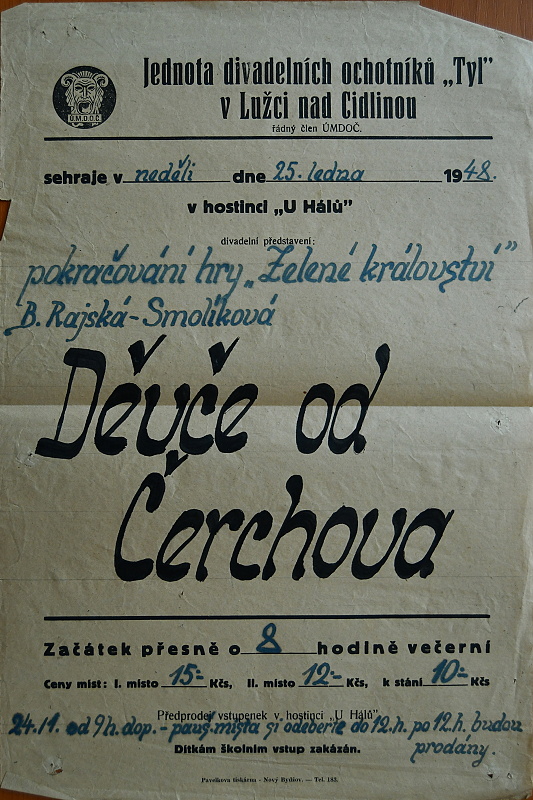 Ú.M.D.O.Č.
Jednota divadelních ochotníků „Tyl"
v Lužci nad Cidlinou
řádný člen ÚMDOČ.
sehraje v neděli dne 25. ledna 1948.
v hostinci „U Hálů"
divadelní představení:
pokračování hry „Zelené království"
B. Rajská-Smolíková
Děvče od
Čerchova
Začátek přesně o 8 hodině večerní
Ceny míst: I. místo 15·- Kčs, II. místo 12·- Kčs, k stání 10·- Kčs
Předprodej vstupenek v hostinci „U Hálů"
24./1. od 9h. dop. - pauš. místa si odeberte do 12.h. po 12.h. budou
Dítkám školním vstup zakázán. prodány.
Pavelkova tiskárna - Nový Bydžov. — Tel. 183.